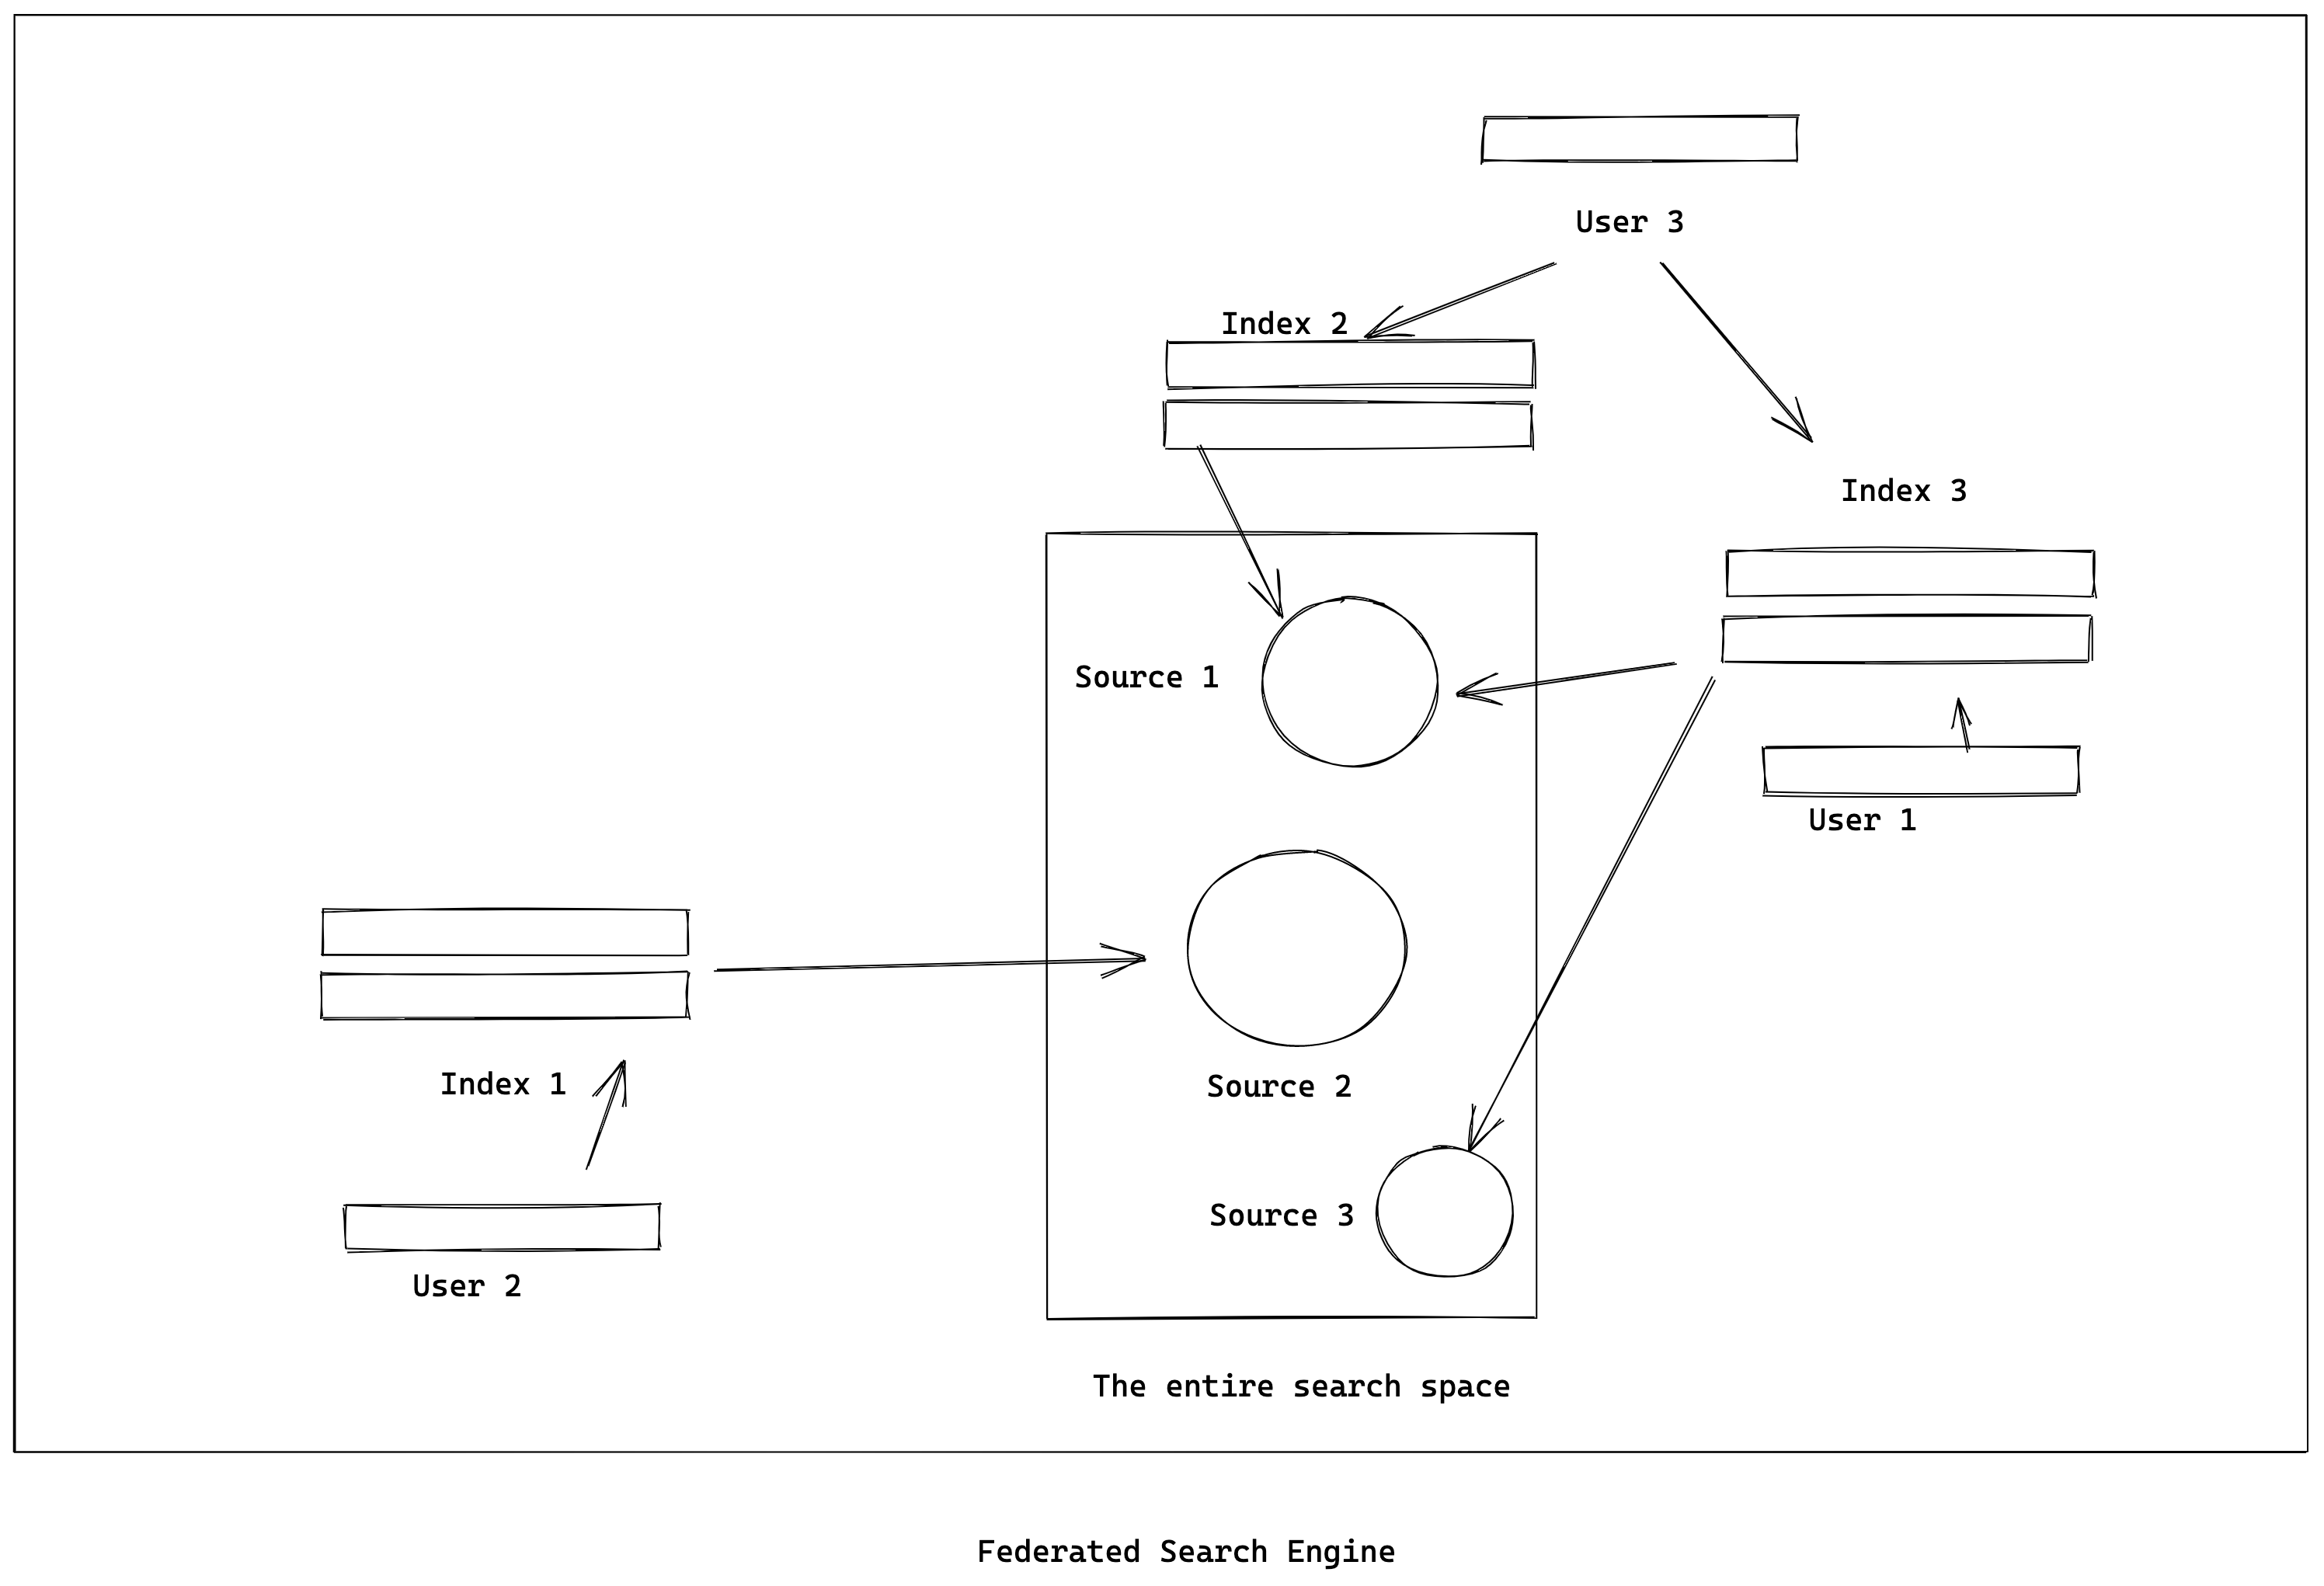 User 3
Index 2
Index 3
Source 1
User 1
Index 1
Source 2
Source 3
User 2
The entire search space
Federated Search Engine